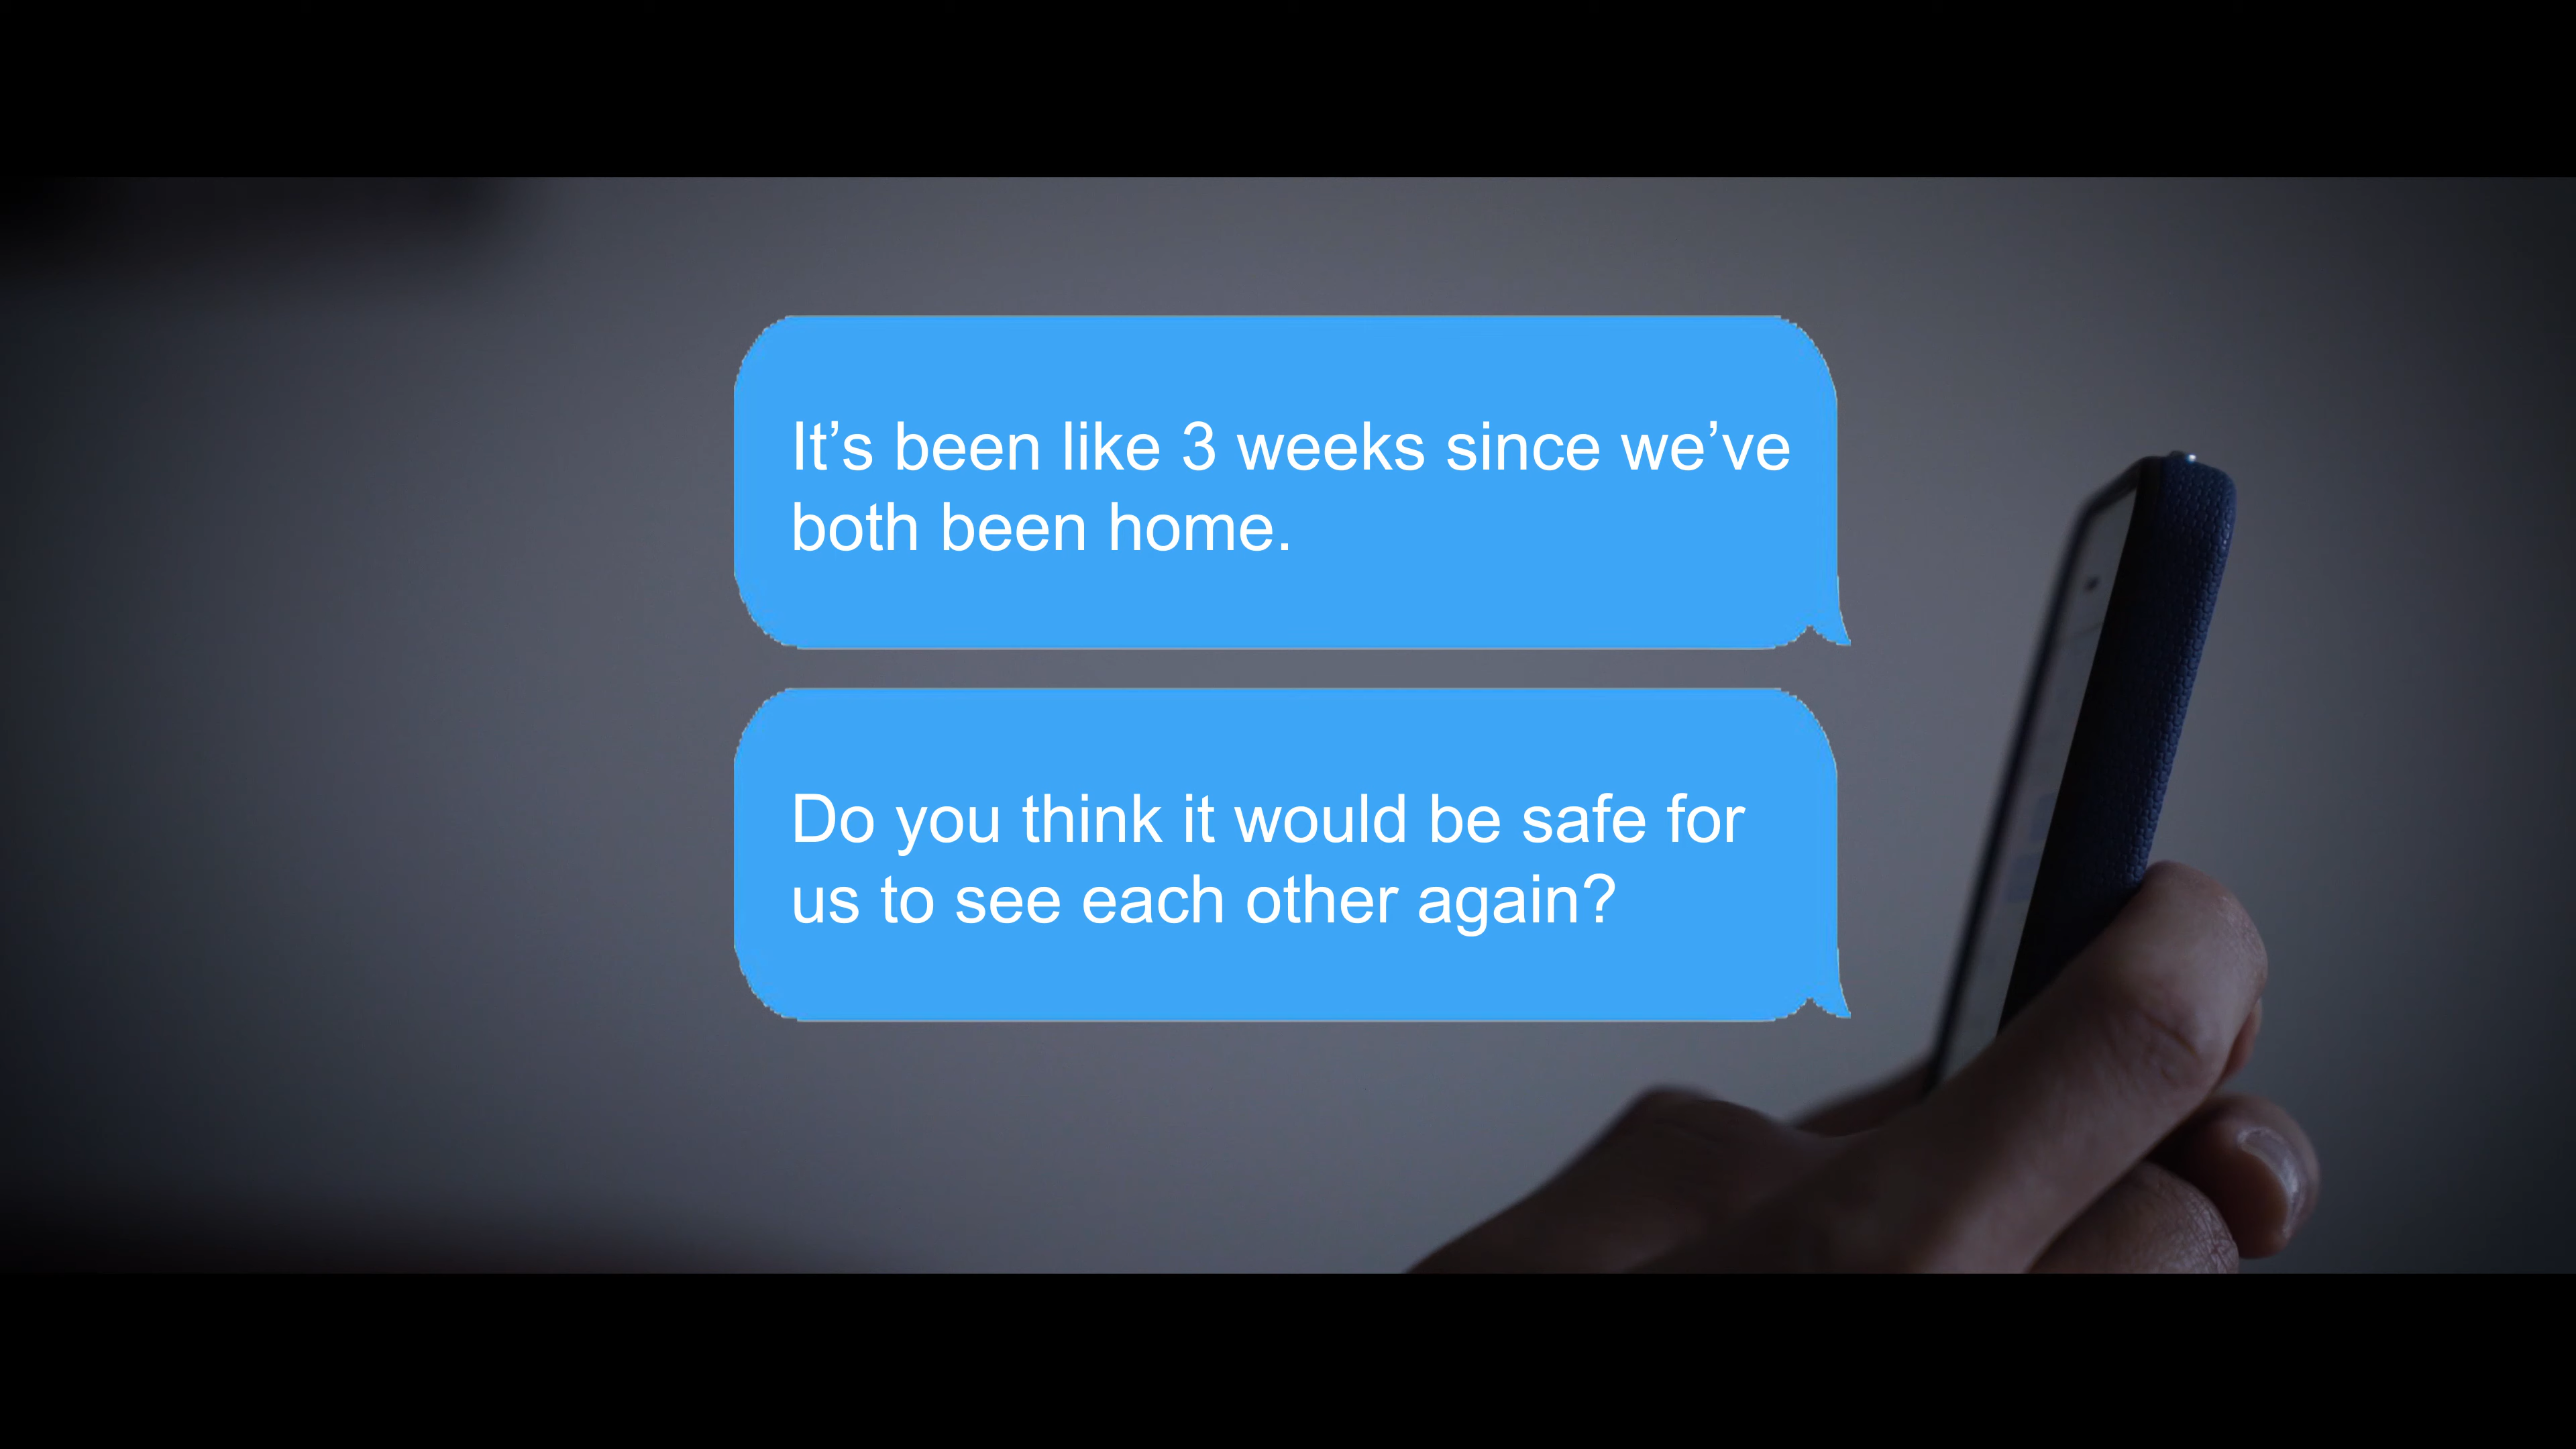 It’s been like 3 weeks since we’ve
both been home.
Do you think it would be safe for
us to see each other again?